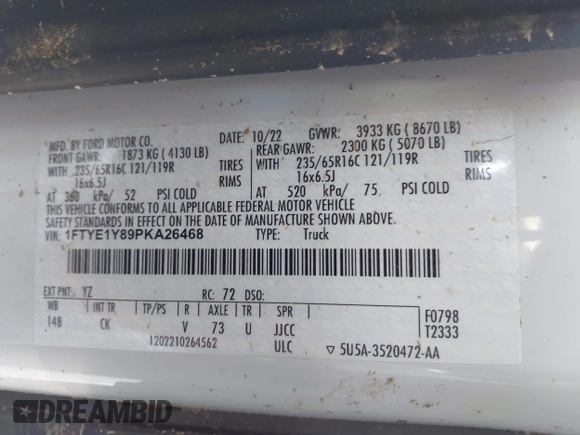 MFD. BY FORD MOTOR CO. DATE: 10/22 GVWR: 3933 KG ( 8670 LB)
FRONT GAWR: 1873 KG ( 4130 LB) REAR GAWR: 2300 KG ( 5070 LB)
WITH 235/65R16C 121/119R TIRES WITH 235/65R16C 121/119R TIRES
16x6.5J RIMS 16x6.5J RIMS
AT 360 kPa/ 52 PSI COLD AT 520 kPa/ 75 PSI COLD
THIS VEHICLE CONFORMS TO ALL APPLICABLE FEDERAL MOTOR VEHICLE
SAFETY STANDARDS IN EFFECT ON THE DATE OF MANUFACTURE SHOWN ABOVE.
VIN: 1FTYE1Y89PKA26468 TYPE: Truck
EXT PNT: YZ RC: 72 DSO:
WB INT TR TP/PS R AXLE TR SPR F0798
148 CK V 73 U JJCC T2333
1202210264562 ULC ▽ 5U5A-3520472-AA
DREAMBID